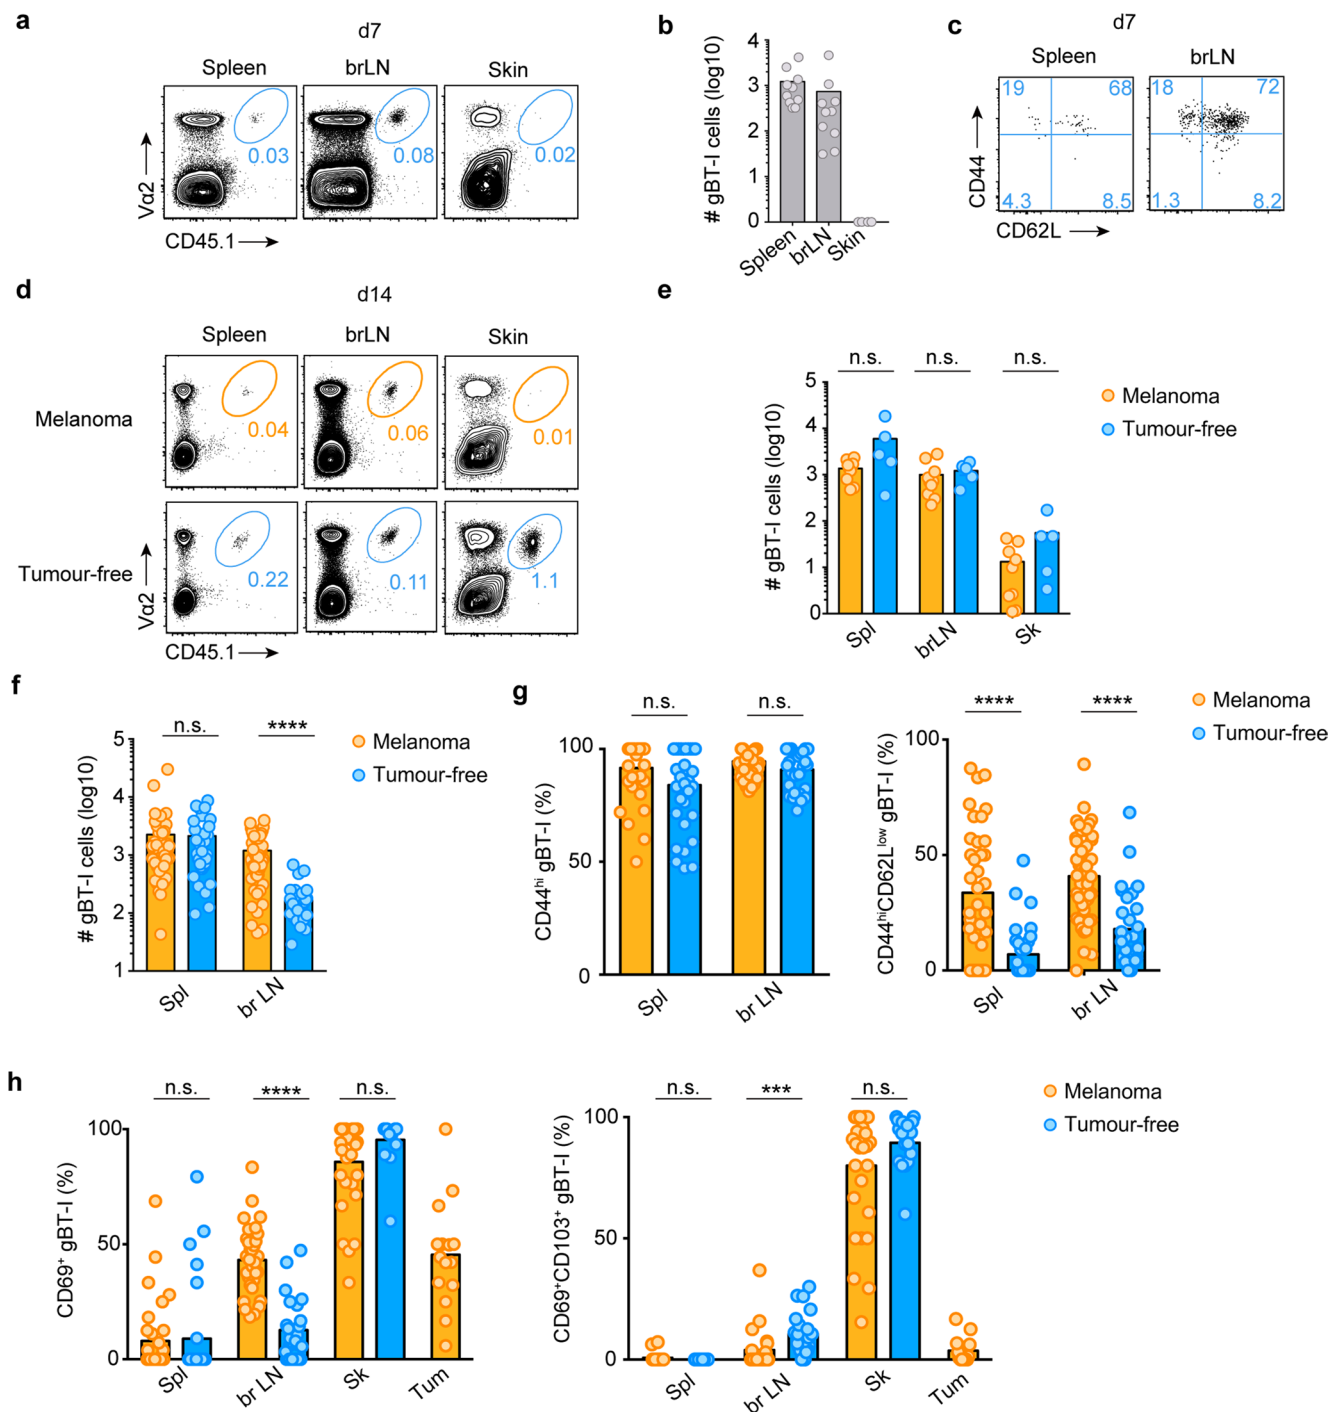 a
d7
Spleen
brLN
Skin
0.03
0.08
0.02
Vα2
CD45.1
b
# gBT-I cells (log10)
4
3
2
1
0
Spleen
brLN
Skin
c
d7
Spleen
brLN
19
68
4.3
8.5
18
72
1.3
8.2
CD44
CD62L
d
d14
Spleen
brLN
Skin
Melanoma
0.04
0.06
0.01
Tumour-free
0.22
0.11
1.1
Vα2
CD45.1
e
n.s.
n.s.
n.s.
# gBT-I cells (log10)
5
4
3
2
1
0
Spl
brLN
Sk
Melanoma
Tumour-free
f
n.s.
****
# gBT-I cells (log10)
5
4
3
2
1
Spl
br LN
Melanoma
Tumour-free
g
n.s.
n.s.
CD44hi gBT-I (%)
100
50
0
Spl
br LN
****
****
CD44hiCD62Llow gBT-I (%)
100
50
0
Spl
br LN
Melanoma
Tumour-free
h
n.s.
****
n.s.
CD69+ gBT-I (%)
100
50
0
Spl
br LN
Sk
Tum
n.s.
***
n.s.
CD69+CD103+ gBT-I (%)
100
50
0
Spl
br LN
Sk
Tum
Melanoma
Tumour-free